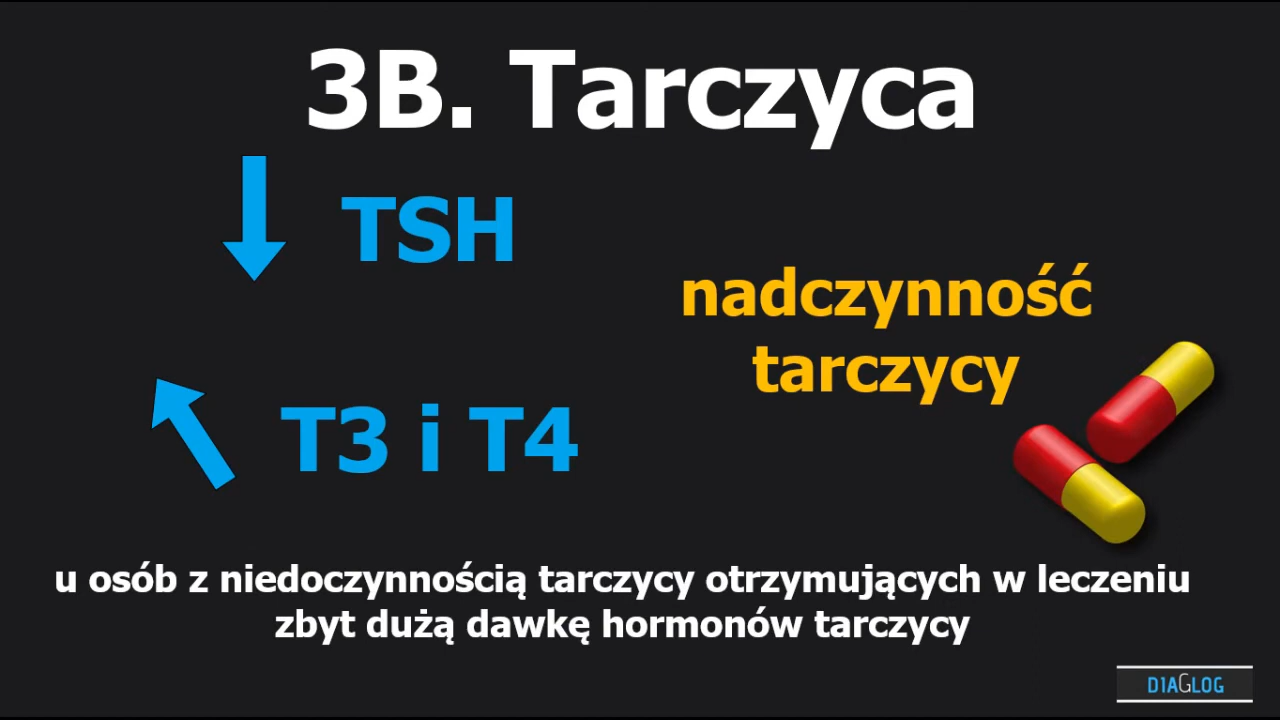 3B. Tarczyca
TSH
nadczynność
tarczycy
T3 i T4
u osób z niedoczynnością tarczycy otrzymujących w leczeniu
zbyt dużą dawkę hormonów tarczycy
DIAGLOG